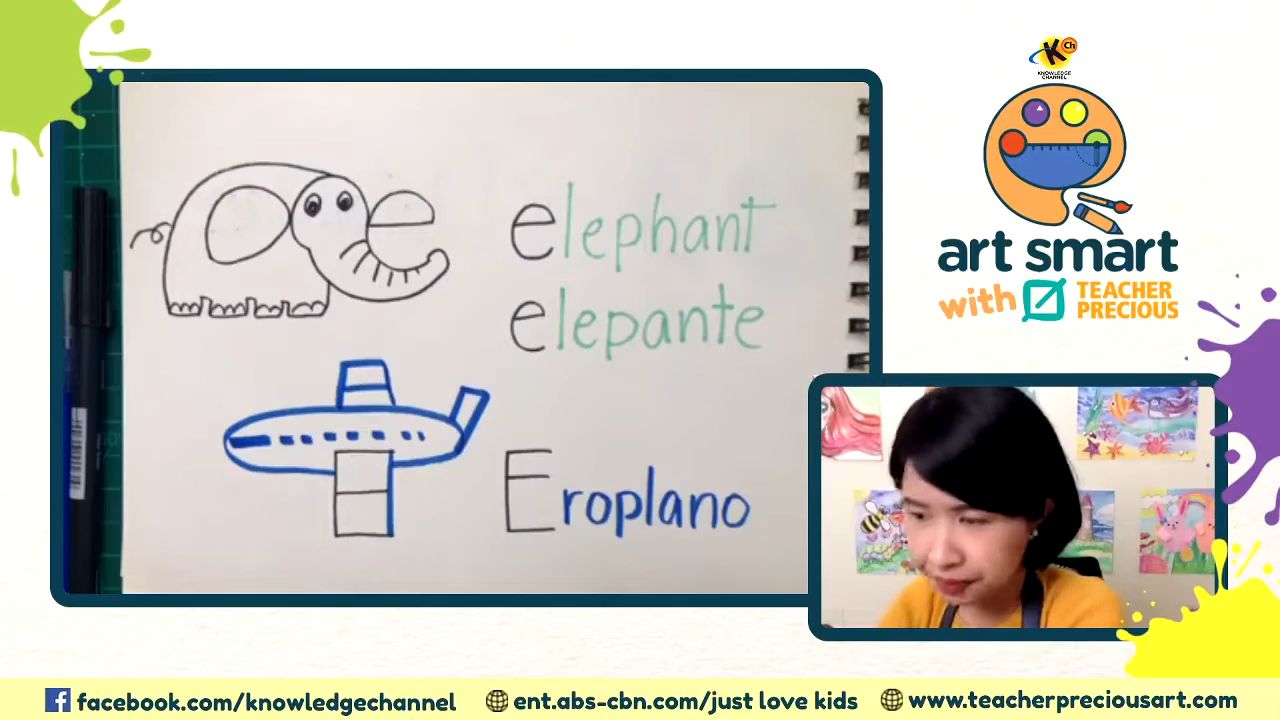 elephant
elepante
Eroplano
K Ch
KNOWLEDGE CHANNEL
art smart
with TEACHER PRECIOUS
facebook.com/knowledgechannel
ent.abs-cbn.com/just love kids
www.teacherpreciousart.com